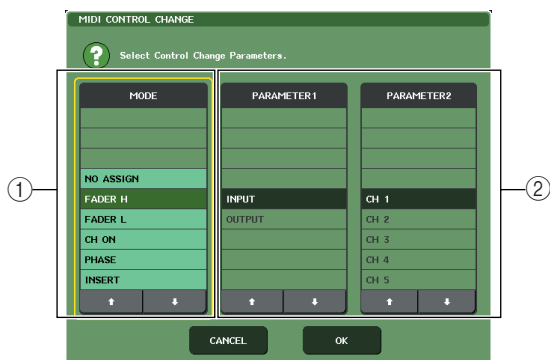 MIDI CONTROL CHANGE
? Select Control Change Parameters.
MODE PARAMETER1 PARAMETER2
NO ASSIGN
FADER H INPUT CH 1
FADER L OUTPUT CH 2
CH ON CH 3
PHASE CH 4
INSERT CH 5
1 2
CANCEL OK